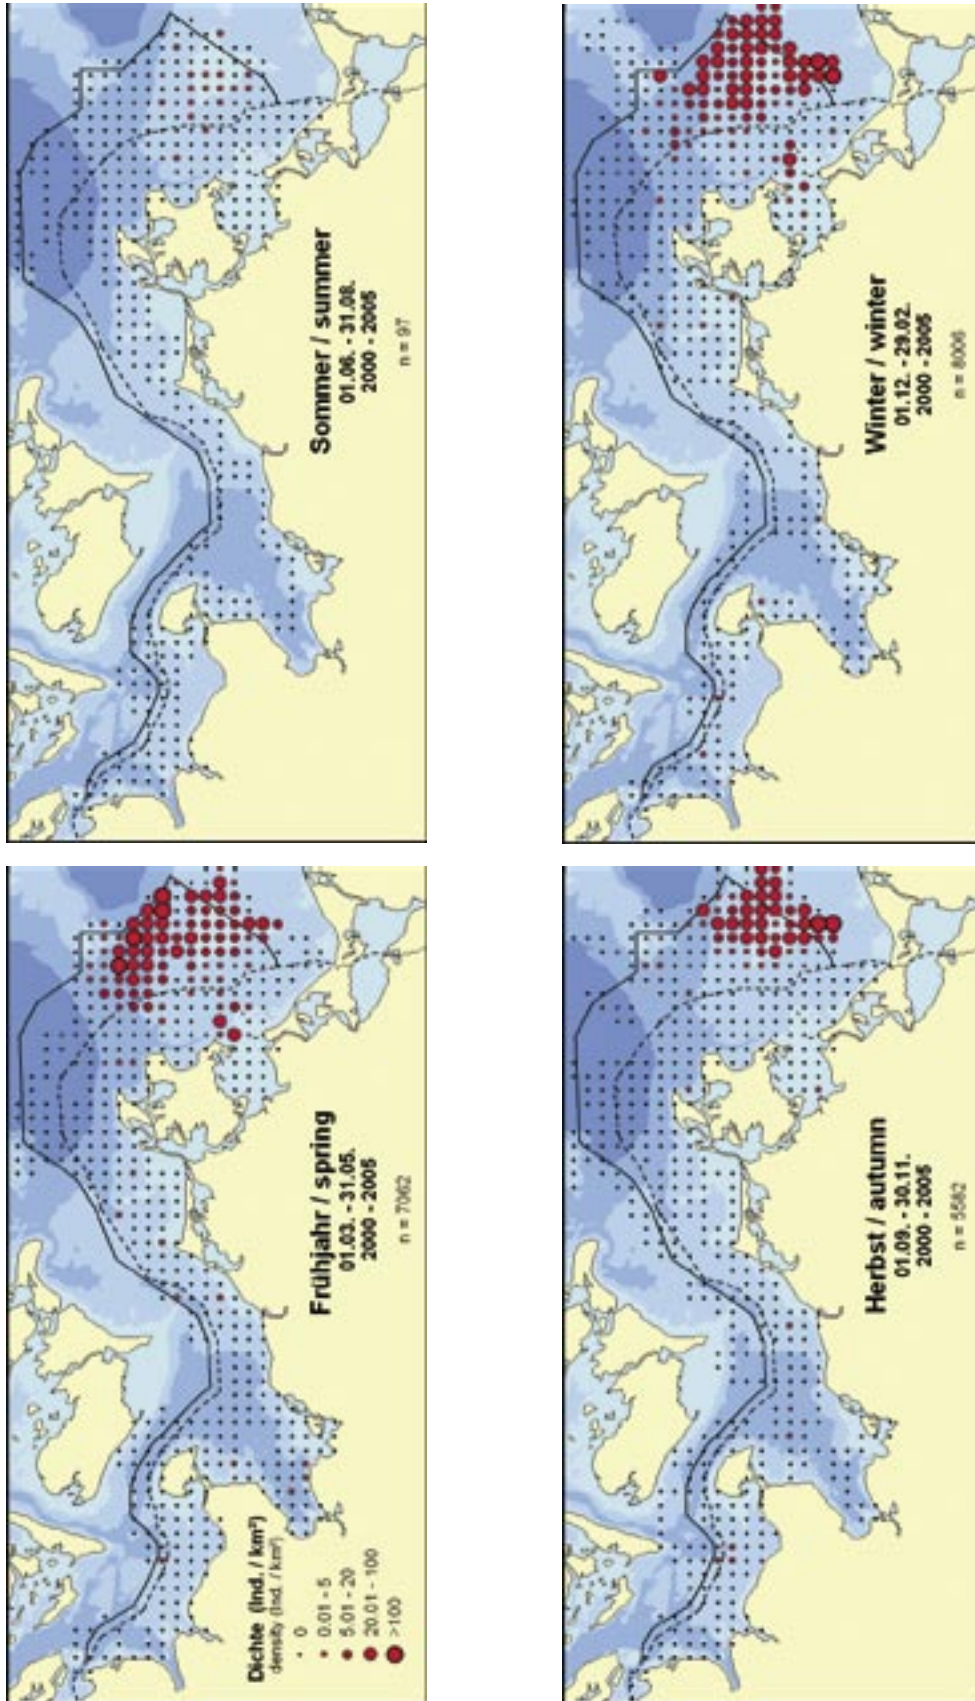 Frühjahr / spring
01.03. - 31.05.
2000 - 2005
n = 7062
Dichte (Ind. / km²)
density (Ind. / km²)
0
0.01 - 5
5.01 - 20
20.01 - 100
>100
Sommer / summer
01.06. - 31.08.
2000 - 2005
n = 97
Herbst / autumn
01.09. - 30.11.
2000 - 2005
n = 5582
Winter / winter
01.12. - 29.02.
2000 - 2005
n = 8006